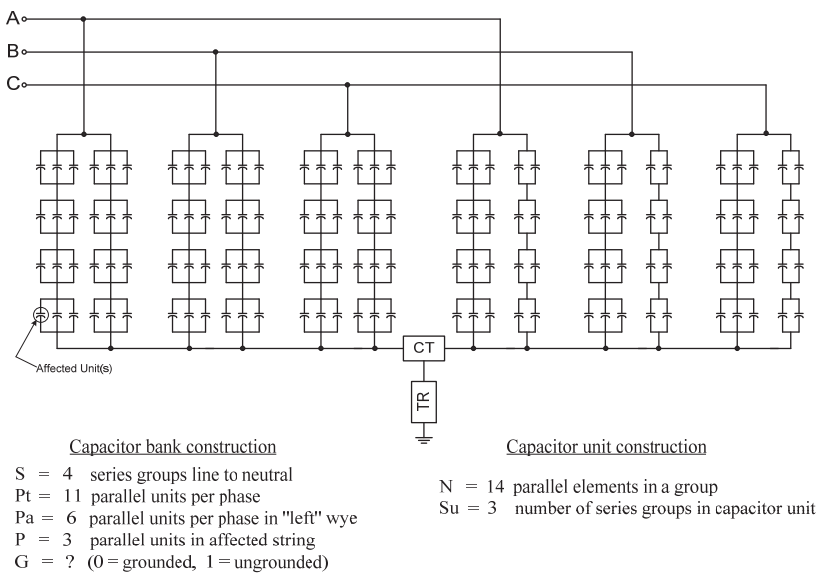 A
B
C
CT
TR
Affected Unit(s)
Capacitor bank construction
S = 4 series groups line to neutral
Pt = 11 parallel units per phase
Pa = 6 parallel units per phase in "left" wye
P = 3 parallel units in affected string
G = ? (0 = grounded, 1 = ungrounded)
Capacitor unit construction
N = 14 parallel elements in a group
Su = 3 number of series groups in capacitor unit